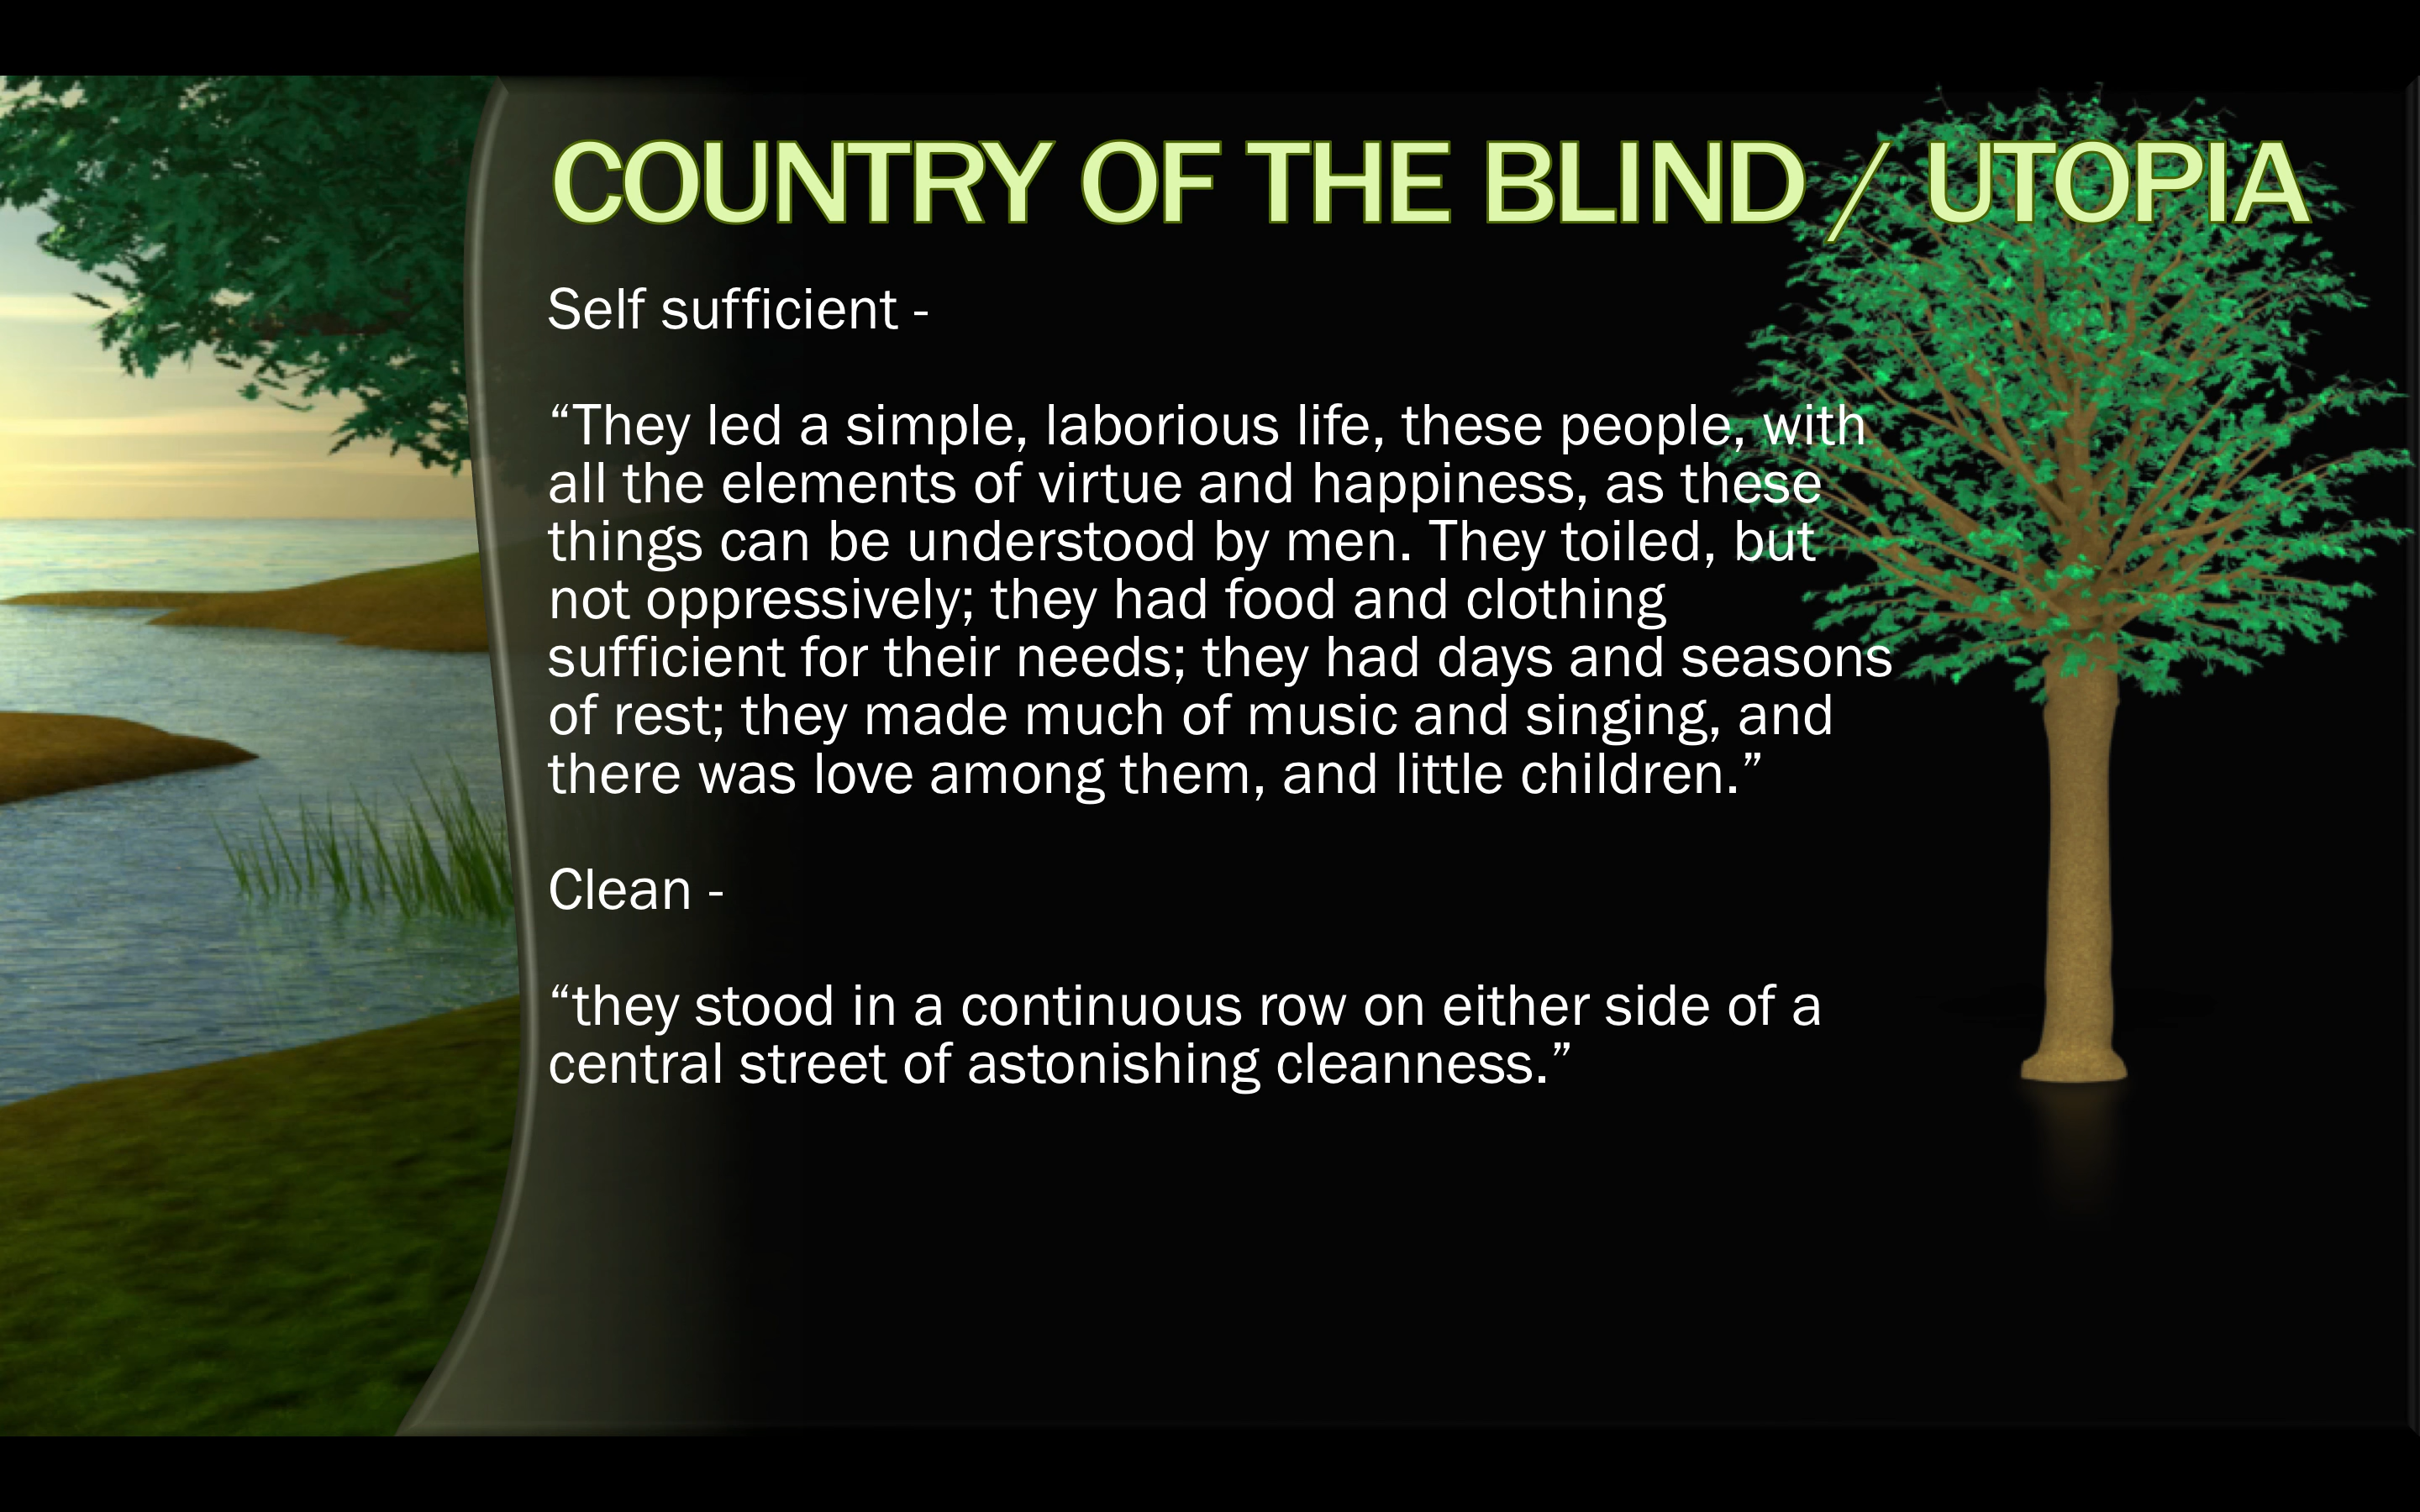 COUNTRY OF THE BLIND / UTOPIA
Self sufficient -
“They led a simple, laborious life, these people, with
all the elements of virtue and happiness, as these
things can be understood by men. They toiled, but
not oppressively; they had food and clothing
sufficient for their needs; they had days and seasons
of rest; they made much of music and singing, and
there was love among them, and little children.”
Clean -
“they stood in a continuous row on either side of a
central street of astonishing cleanness.”